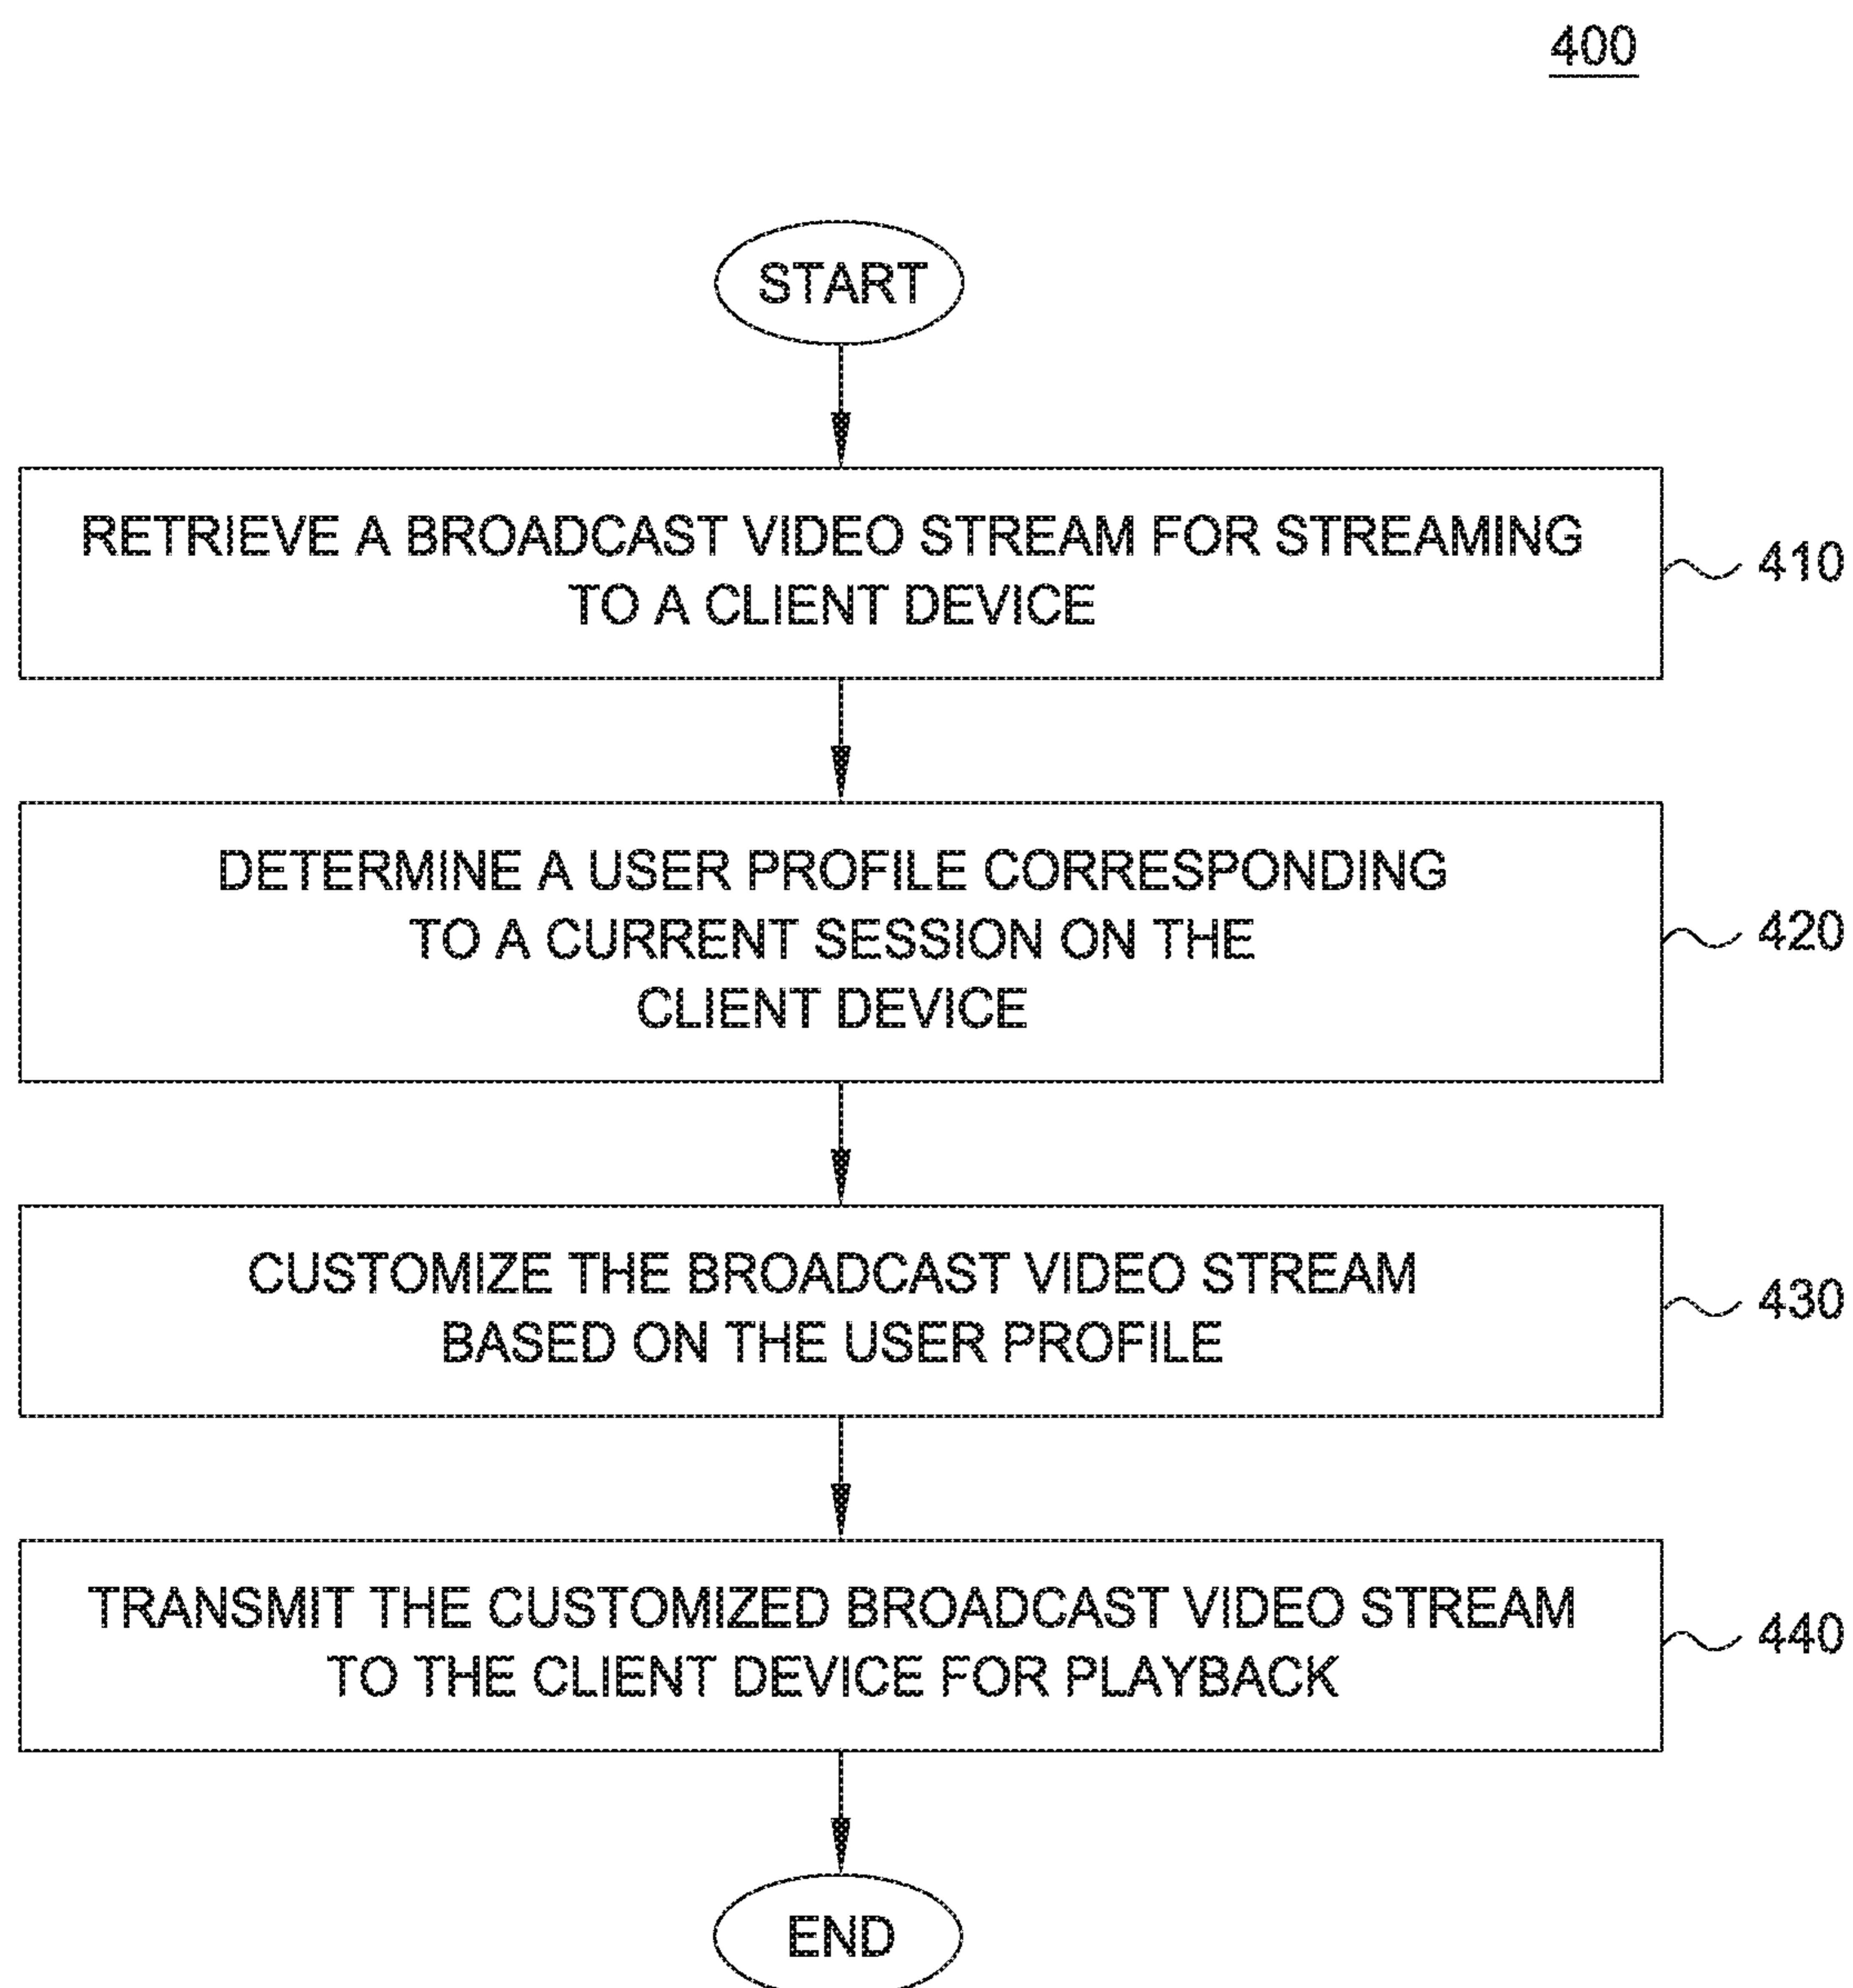 400
START
RETRIEVE A BROADCAST VIDEO STREAM FOR STREAMING
TO A CLIENT DEVICE
410
DETERMINE A USER PROFILE CORRESPONDING
TO A CURRENT SESSION ON THE
CLIENT DEVICE
420
CUSTOMIZE THE BROADCAST VIDEO STREAM
BASED ON THE USER PROFILE
430
TRANSMIT THE CUSTOMIZED BROADCAST VIDEO STREAM
TO THE CLIENT DEVICE FOR PLAYBACK
440
END